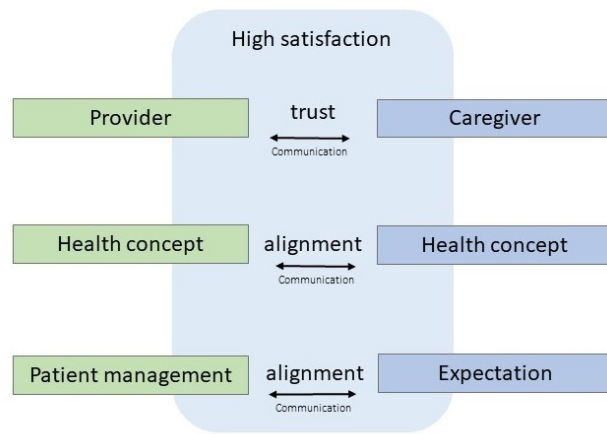 High satisfaction
Provider trust Caregiver
Communication
Health concept alignment Health concept
Communication
Patient management alignment Expectation
Communication